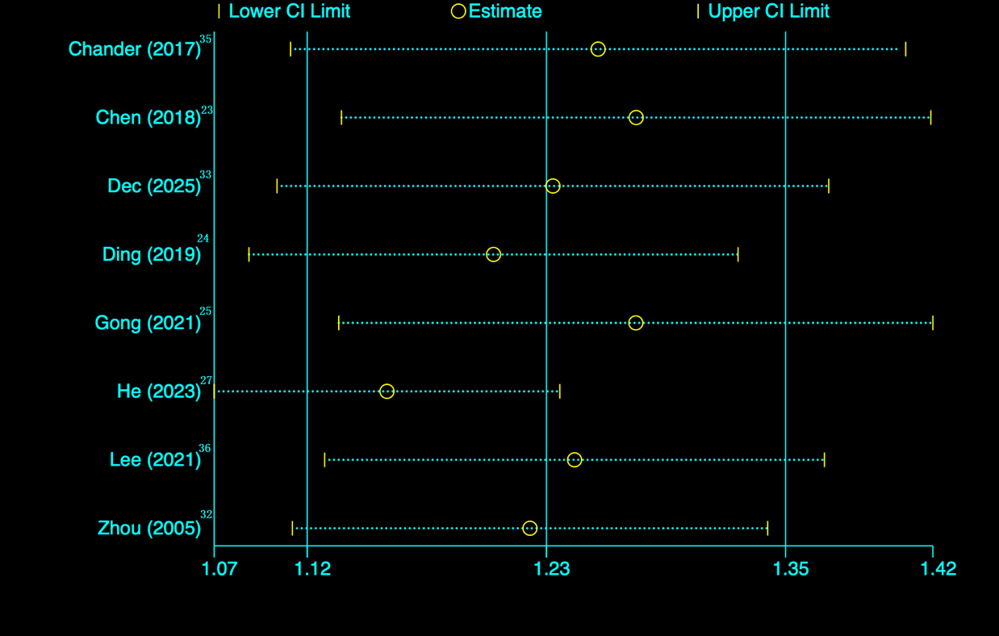 | Lower CI Limit ○ Estimate | Upper CI Limit
Chander (2017)³⁵
Chen (2018)²³
Dec (2025)³³
Ding (2019)²⁴
Gong (2021)²⁵
He (2023)²⁷
Lee (2021)³⁶
Zhou (2005)³²
1.07 1.12 1.23 1.35 1.42